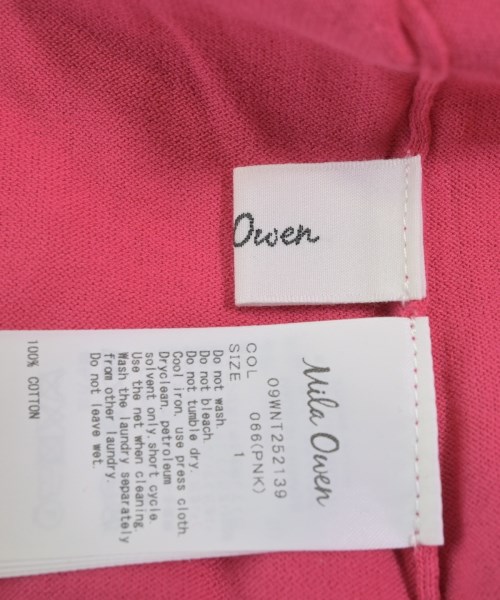 Owen
Mila Owen
09WNT252139
COL 066(PNK)
SIZE 1
Do not wash.
Do not bleach.
Do not tumble dry.
Cool iron, use press cloth.
Dryclean, petroleum
solvent only. short cycle.
Use the net when cleaning.
Wash the laundry separately
from other laundry.
Do not leave wet.
100% COTTON